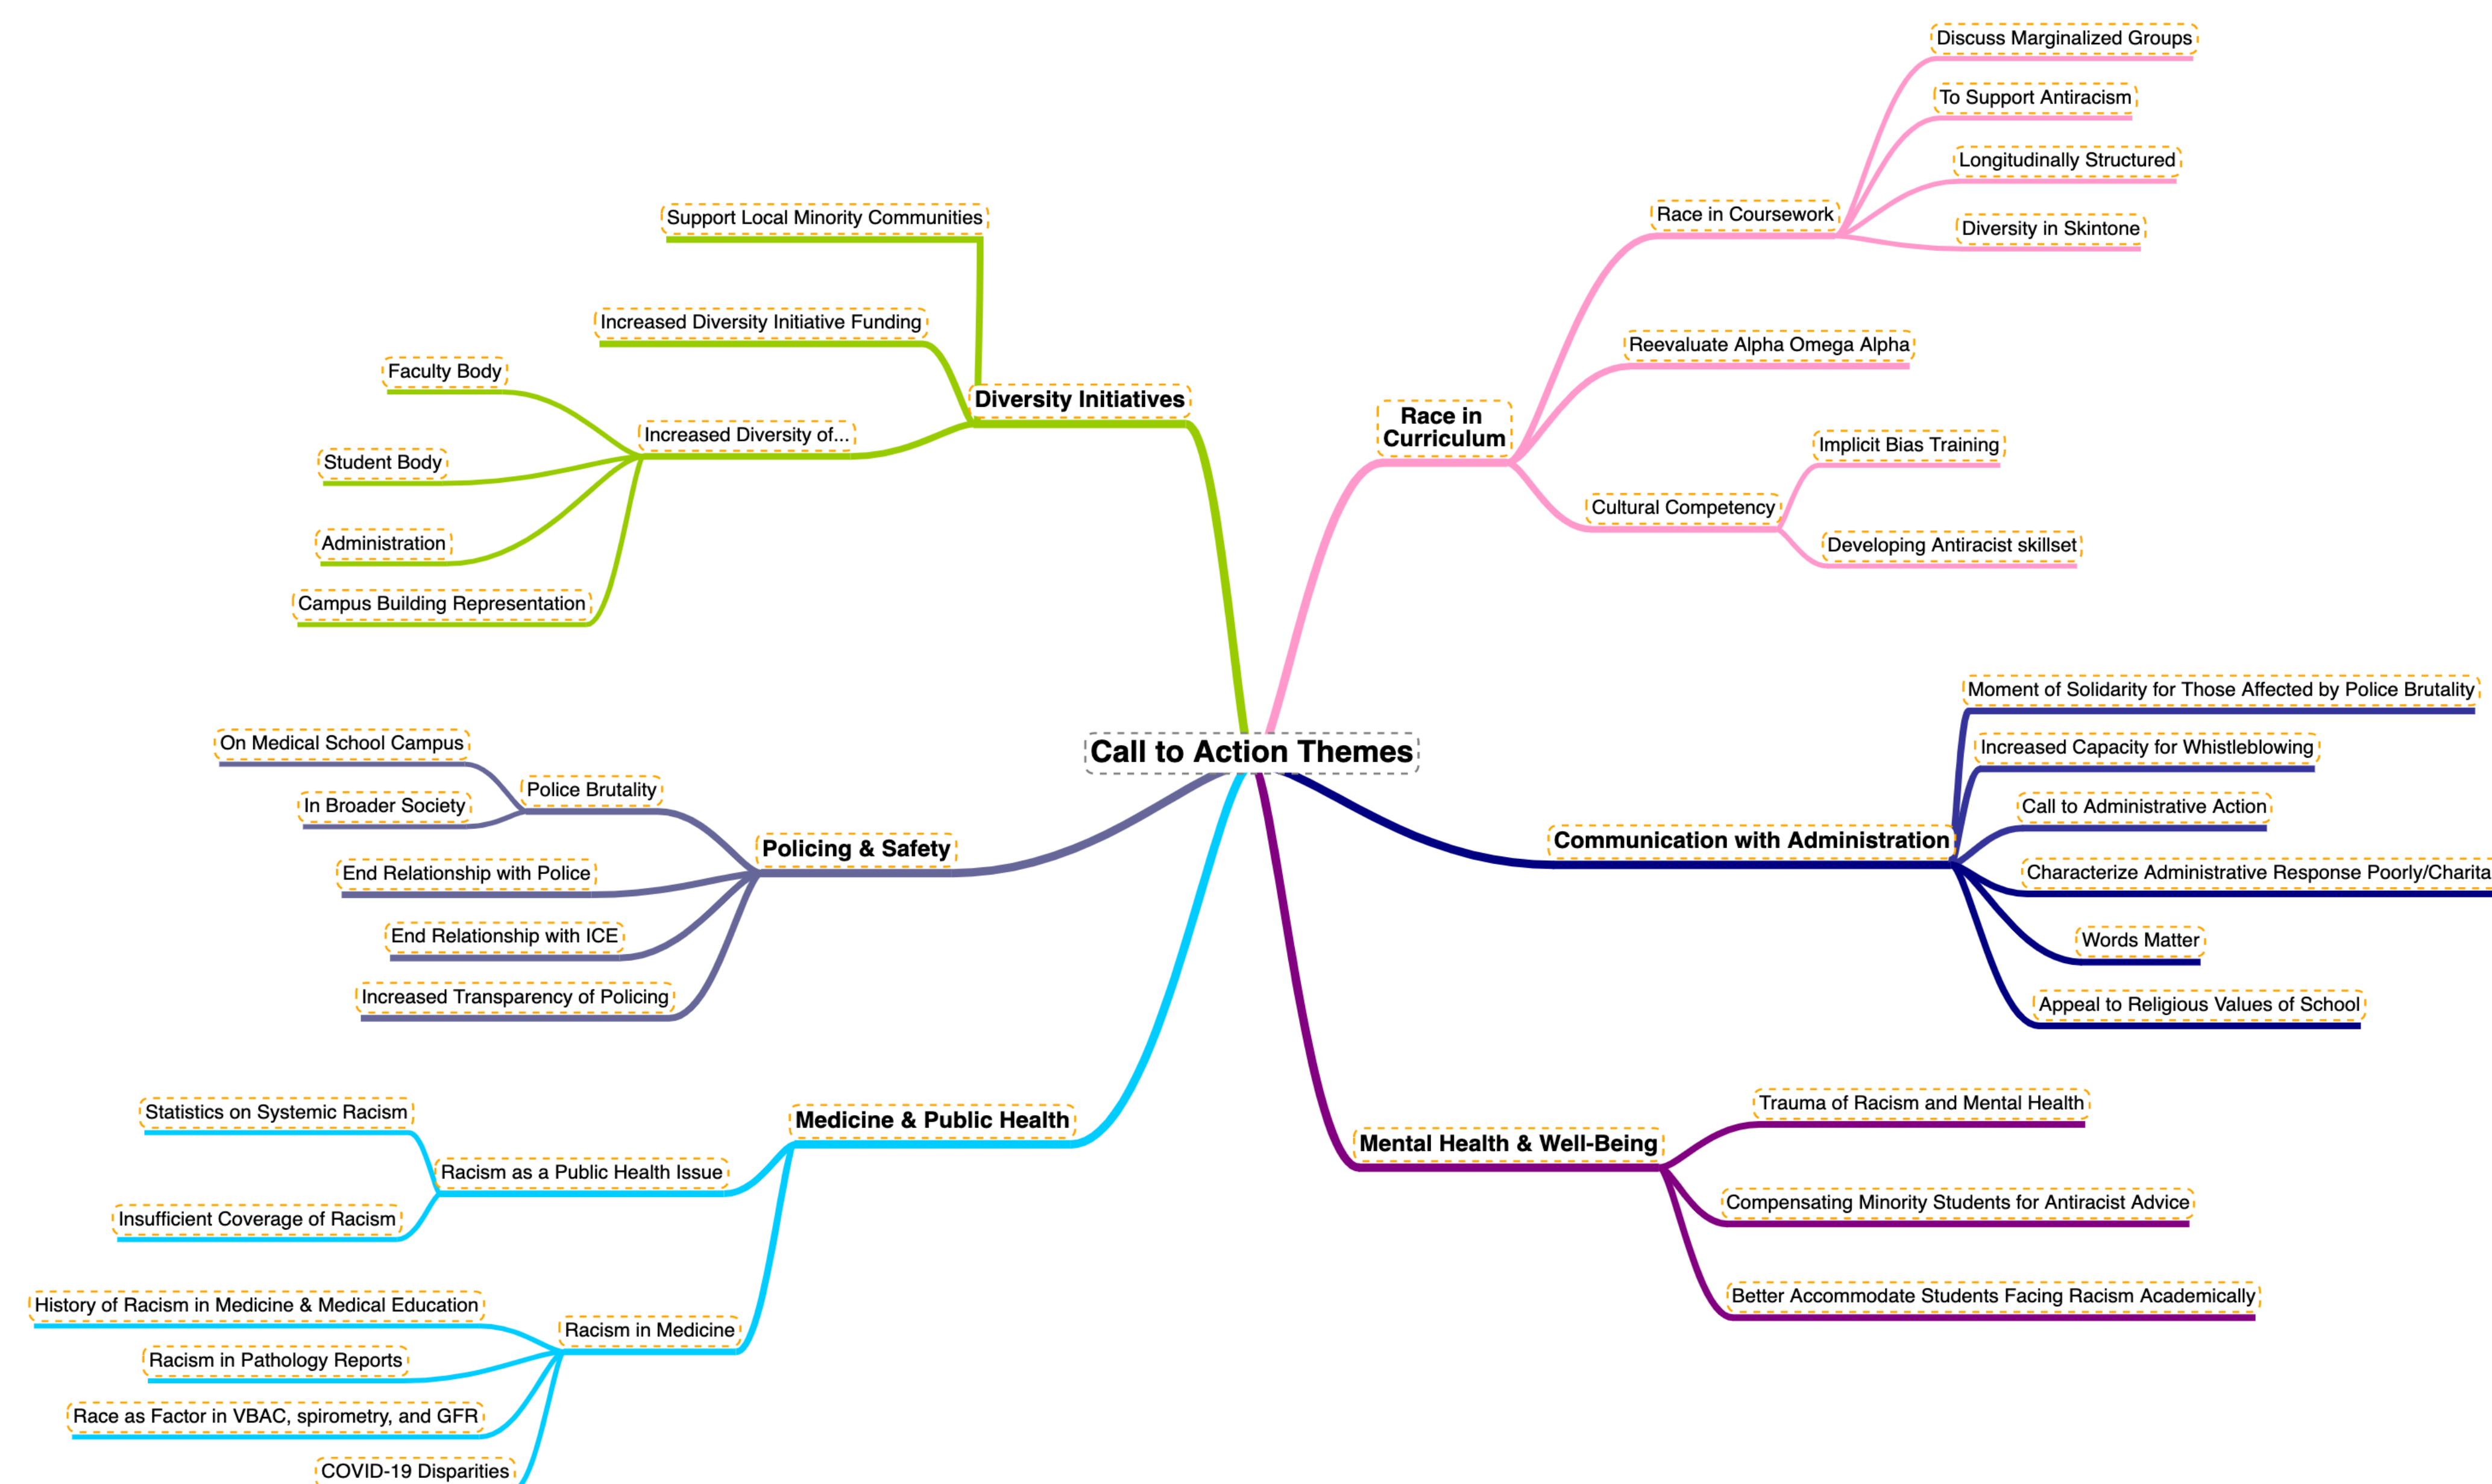 Discuss Marginalized Groups
To Support Antiracism
Longitudinally Structured
Race in Coursework
Diversity in Skintone
Reevaluate Alpha Omega Alpha
Race in
Curriculum
Implicit Bias Training
Cultural Competency
Developing Antiracist skillset
Support Local Minority Communities
Increased Diversity Initiative Funding
Diversity Initiatives
Faculty Body
Increased Diversity of...
Student Body
Administration
Campus Building Representation
Call to Action Themes
Moment of Solidarity for Those Affected by Police Brutality
Increased Capacity for Whistleblowing
Call to Administrative Action
Communication with Administration
Characterize Administrative Response Poorly/Charita
Words Matter
Appeal to Religious Values of School
On Medical School Campus
Police Brutality
In Broader Society
Policing & Safety
End Relationship with Police
End Relationship with ICE
Increased Transparency of Policing
Trauma of Racism and Mental Health
Mental Health & Well-Being
Compensating Minority Students for Antiracist Advice
Better Accommodate Students Facing Racism Academically
Medicine & Public Health
Statistics on Systemic Racism
Racism as a Public Health Issue
Insufficient Coverage of Racism
History of Racism in Medicine & Medical Education
Racism in Medicine
Racism in Pathology Reports
Race as Factor in VBAC, spirometry, and GFR
COVID-19 Disparities